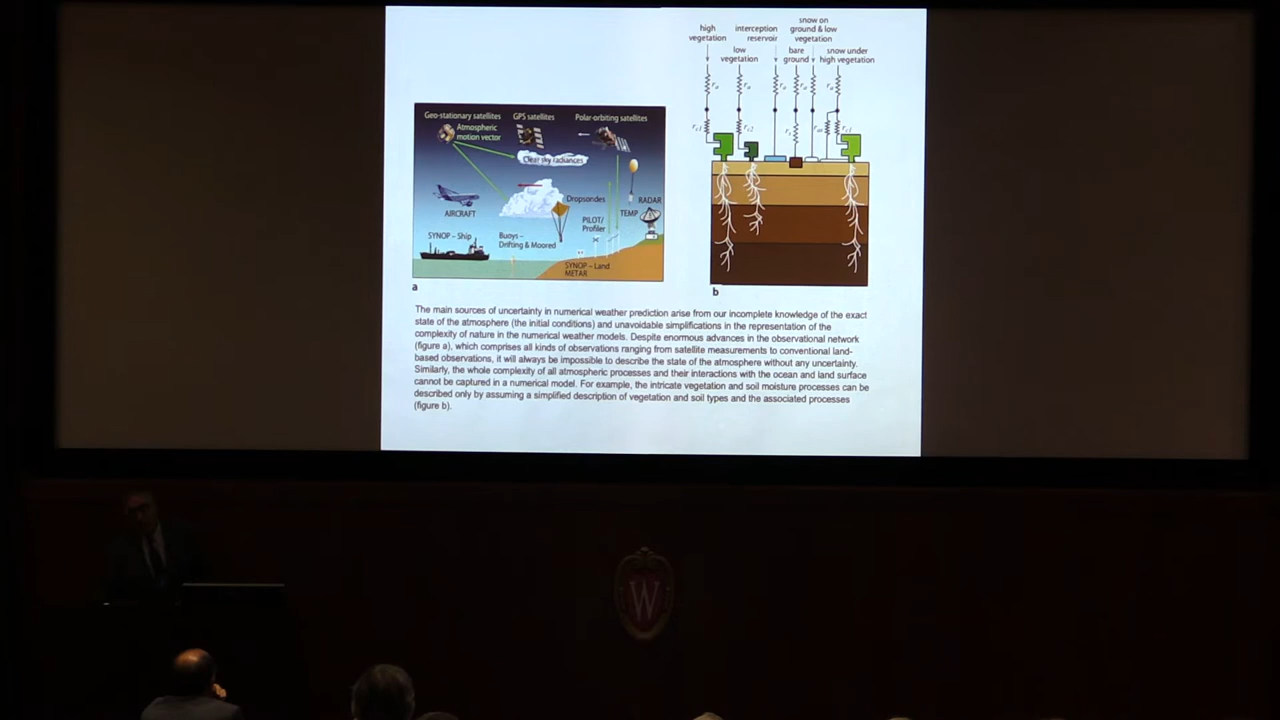 high vegetation
interception reservoir
snow on ground & low vegetation
low vegetation
bare ground
snow under high vegetation
Geo-stationary satellites
GPS satellites
Polar-orbiting satellites
Atmospheric motion vector
Clear sky radiances
AIRCRAFT
Dropsondes
RADAR
TEMP
PILOT/
Profiler
SYNOP – Ship
Buoys –
Drifting & Moored
SYNOP – Land
METAR
a
b
The main sources of uncertainty in numerical weather prediction arise from our incomplete knowledge of the exact
state of the atmosphere (the initial conditions) and unavoidable simplifications in the representation of the
complexity of nature in the numerical weather models. Despite enormous advances in the observational network
(figure a), which comprises all kinds of observations ranging from satellite measurements to conventional land-
based observations, it will always be impossible to describe the state of the atmosphere without any uncertainty.
Similarly, the whole complexity of all atmospheric processes and their interactions with the ocean and land surface
cannot be captured in a numerical model. For example, the intricate vegetation and soil moisture processes can be
described only by assuming a simplified description of vegetation and soil types and the associated processes
(figure b).
W